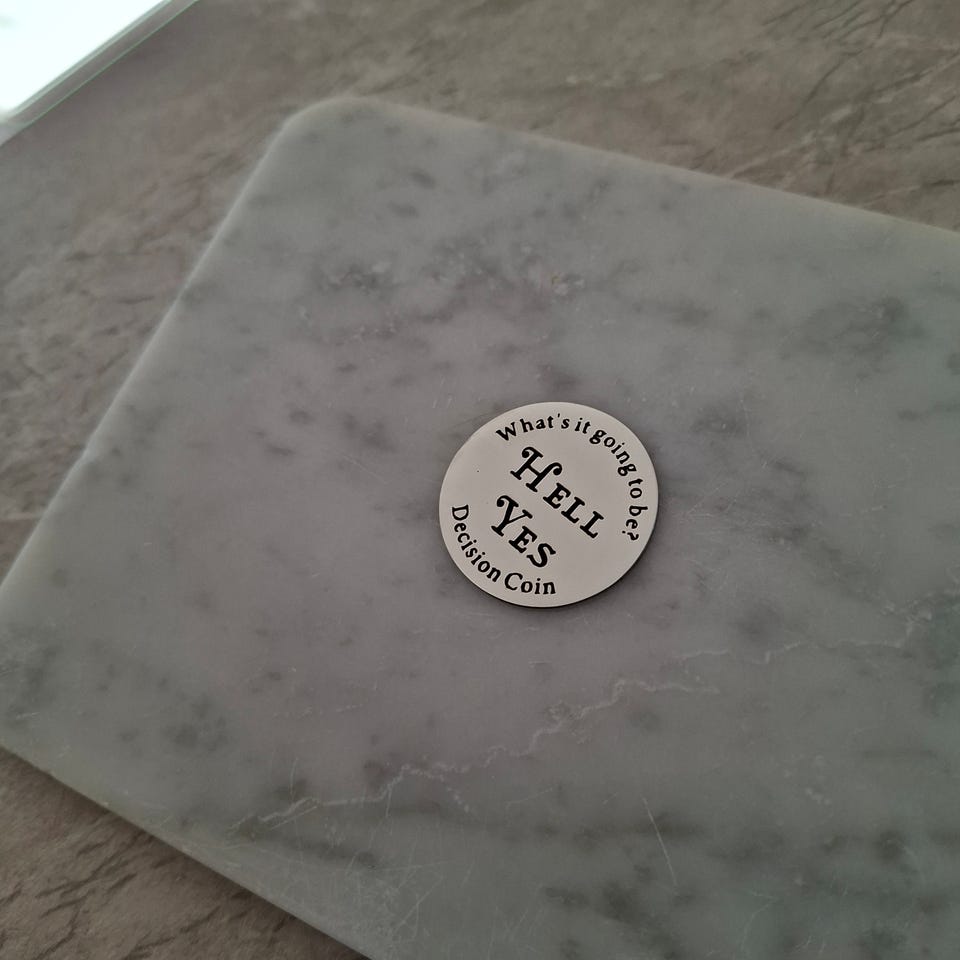 What's it going to be?
HELL
YES
Decision Coin